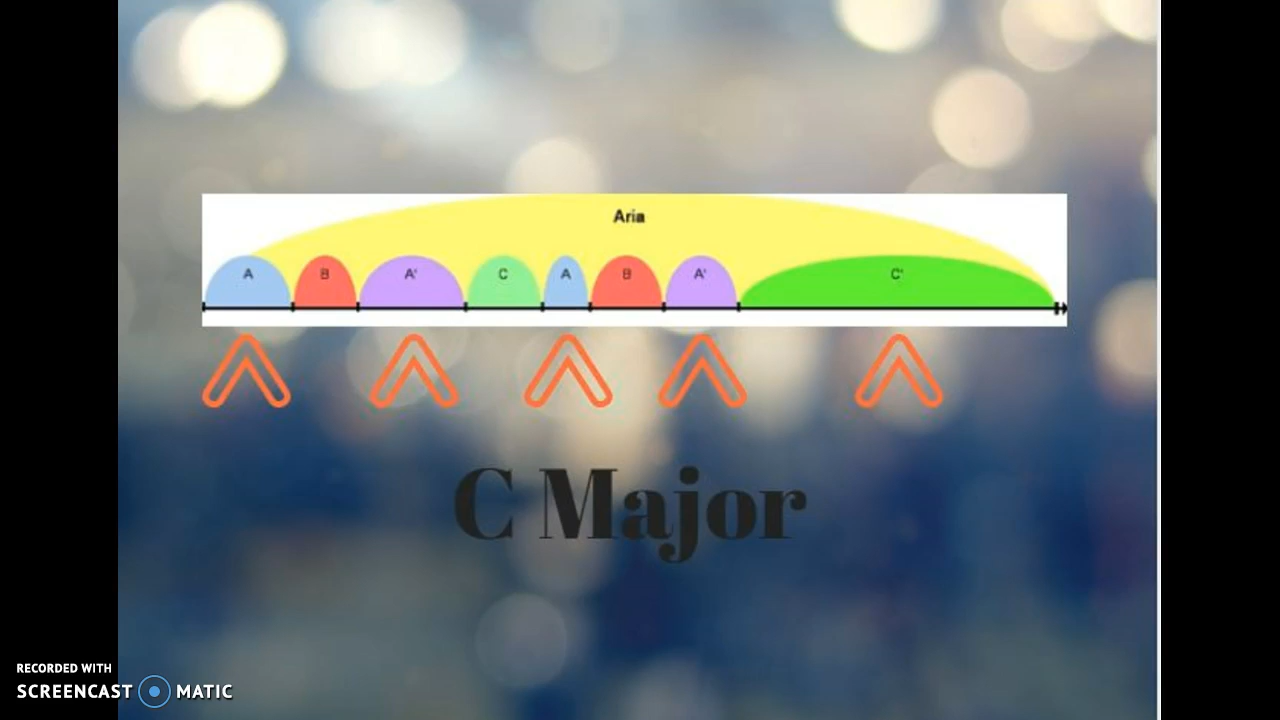 Aria
A B A' C A B A' C'
C Major
RECORDED WITH
SCREENCAST MATIC